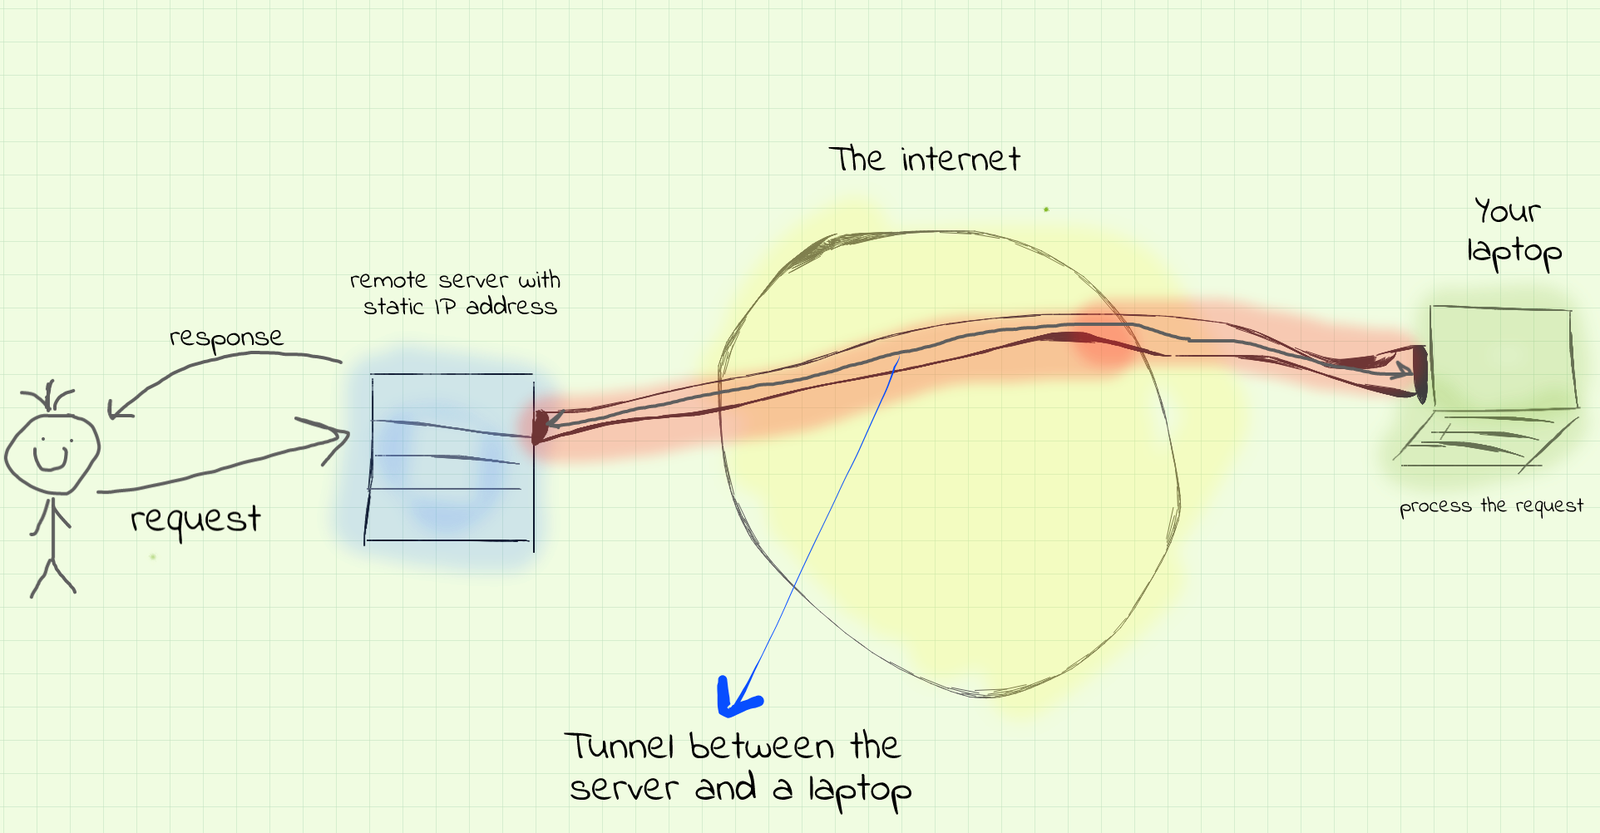 The internet
Your
laptop
remote server with
static IP address
response
request
process the request
Tunnel between the
server and a laptop